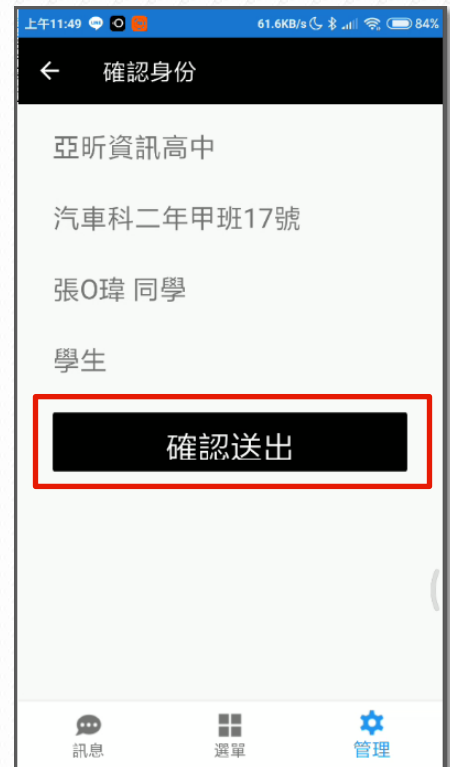 上午11:49 61.6KB/s 84%
確認身份
亞昕資訊高中
汽車科二年甲班17號
張O瑋 同學
學生
確認送出
訊息 選單 管理